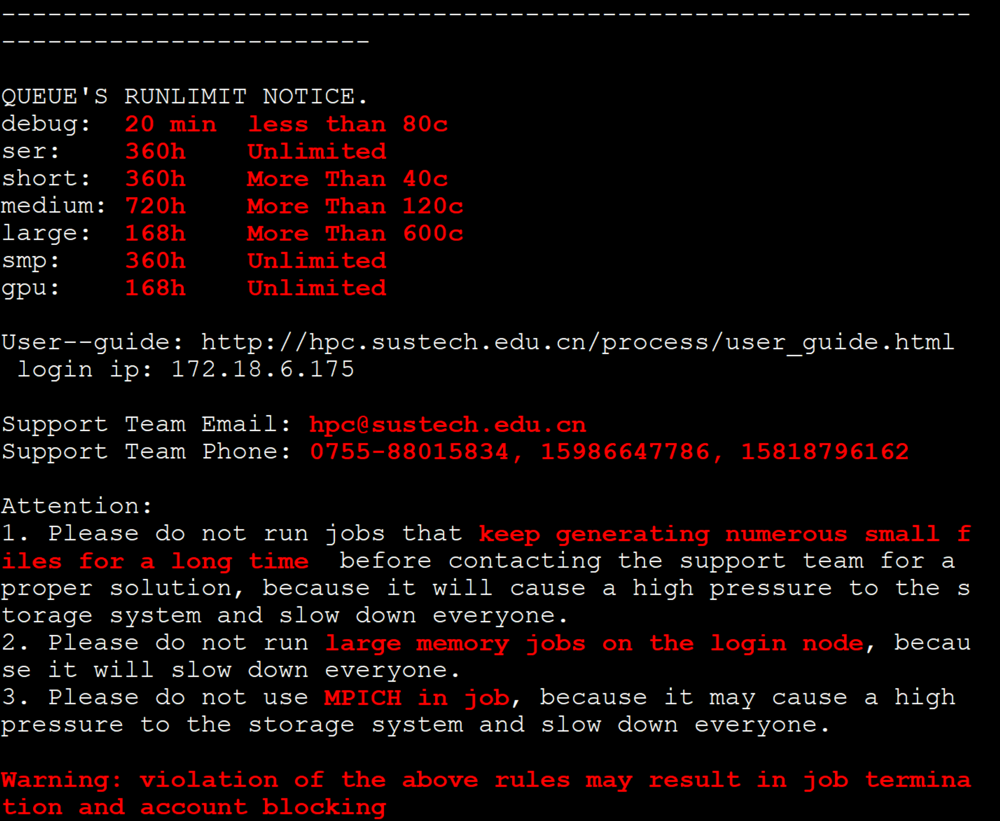 ---------------------------------------------------------------
------------------------
QUEUE'S RUNLIMIT NOTICE.
debug:  20 min  less than 80c
ser:    360h    Unlimited
short:  360h    More Than 40c
medium: 720h    More Than 120c
large:  168h    More Than 600c
smp:    360h    Unlimited
gpu:    168h    Unlimited
User--guide: http://hpc.sustech.edu.cn/process/user_guide.html
 login ip: 172.18.6.175
Support Team Email: hpc@sustech.edu.cn
Support Team Phone: 0755-88015834, 15986647786, 15818796162
Attention:
1. Please do not run jobs that keep generating numerous small f
iles for a long time  before contacting the support team for a
proper solution, because it will cause a high pressure to the s
torage system and slow down everyone.
2. Please do not run large memory jobs on the login node, becau
se it will slow down everyone.
3. Please do not use MPICH in job, because it may cause a high
pressure to the storage system and slow down everyone.
Warning: violation of the above rules may result in job termina
tion and account blocking